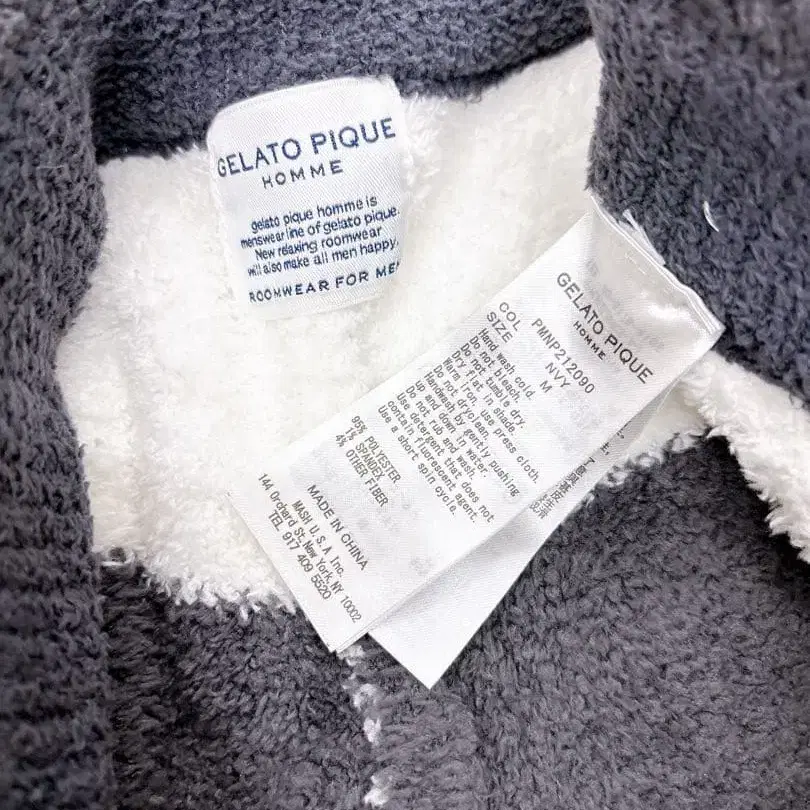 GELATO PIQUE
HOMME
gelato pique homme is
menswear line of gelato pique.
New relaxing roomwear
will also make all men happy.
ROOMWEAR FOR ME
GELATO PIQUE
HOMME
PMNP212090
COL NVY
SIZE M
Hand wash cold.
Do not bleach.
Do not tumble dry.
Dry flat in shade.
Warm iron, use press cloth.
Do not dryclean.
Handwash by gently pushing
up and down in water.
Do not rub and wash.
Use detergent that does not
contain fluorescent agent.
Use a short spin cycle.
95% POLYESTER
1% SPANDEX
4% OTHER FIBER
MADE IN CHINA
MASH U.S.A Inc.
144 Orchard St. New York, NY 10002
TEL 917 409 5520